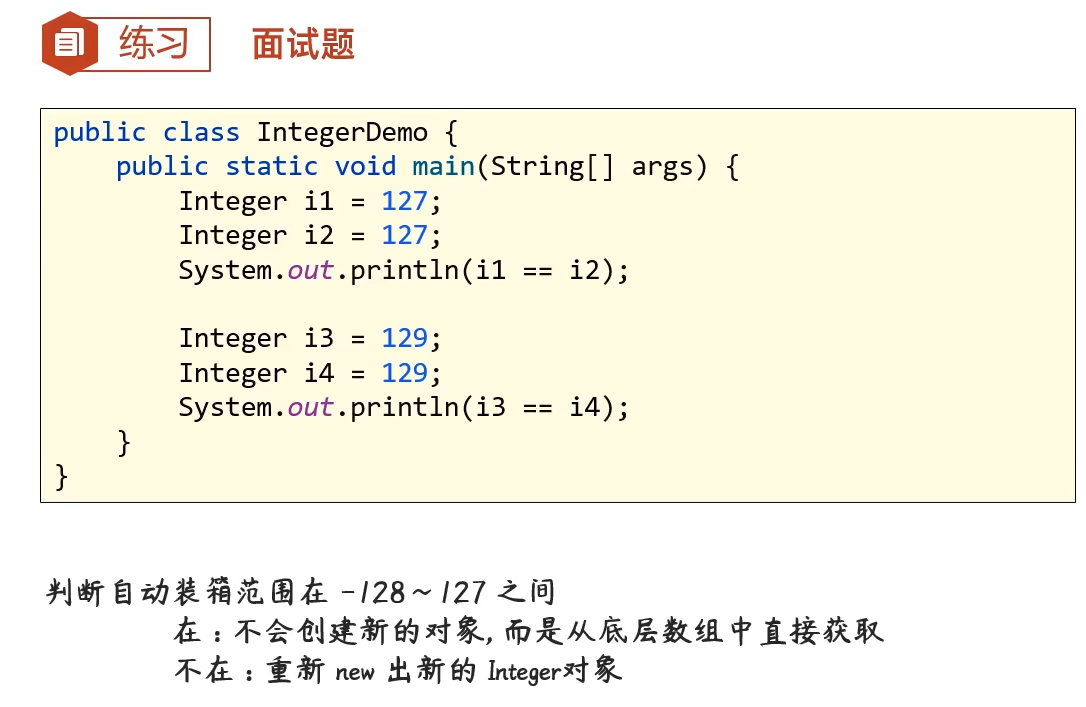 练习 面试题
public class IntegerDemo {
    public static void main(String[] args) {
        Integer i1 = 127;
        Integer i2 = 127;
        System.out.println(i1 == i2);

        Integer i3 = 129;
        Integer i4 = 129;
        System.out.println(i3 == i4);
    }
}
判断自动装箱范围在 -128~127 之间
在:不会创建新的对象,而是从底层数组中直接获取
不在:重新 new 出新的 Integer对象